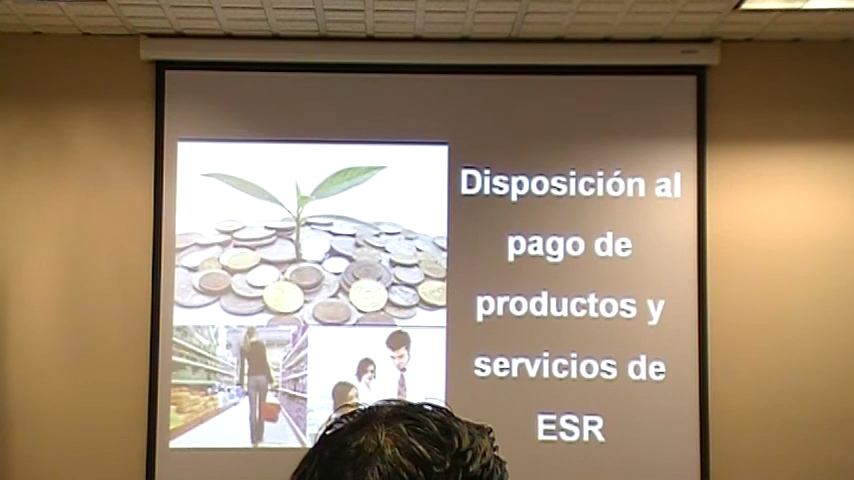 Disposición al
pago de
productos y
servicios de
ESR